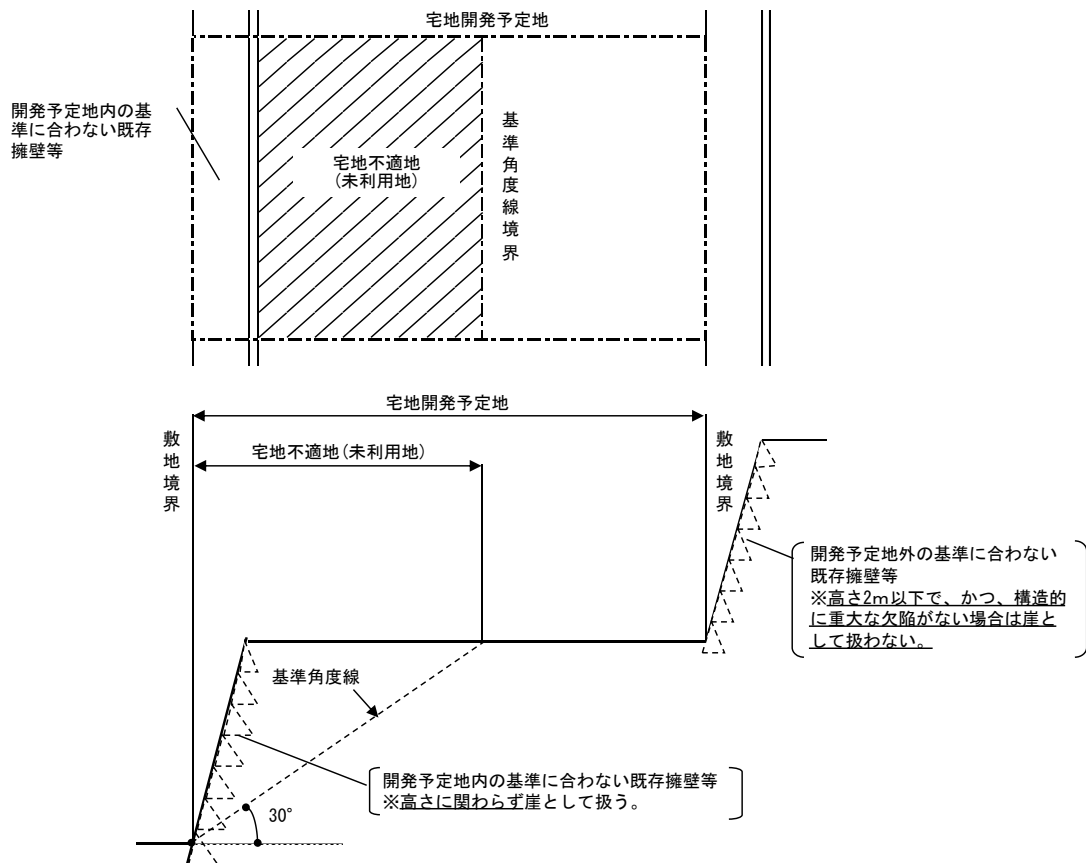 宅地開発予定地
開発予定地内の基
準に合わない既存
擁壁等
宅地不適地
(未利用地)
基準角度線境界
宅地開発予定地
敷地境界
宅地不適地(未利用地)
敷地境界
開発予定地外の基準に合わない
既存擁壁等
※高さ2m以下で、かつ、構造的
に重大な欠陥がない場合は崖と
して扱わない。
基準角度線
開発予定地内の基準に合わない既存擁壁等
※高さに関わらず崖として扱う。
30°